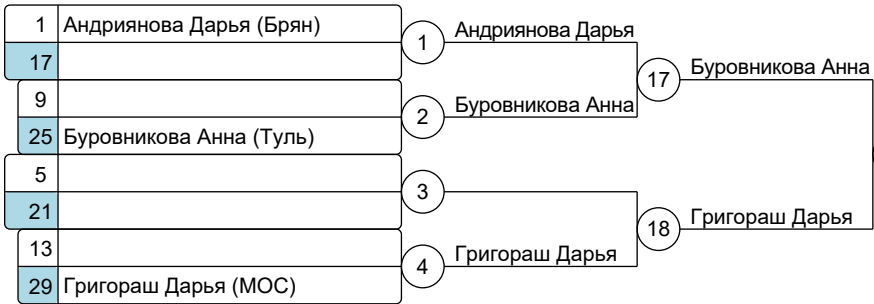 1 Андриянова Дарья (Брян)
17
9
25 Буровникова Анна (Туль)
5
21
13
29 Григораш Дарья (МОС)
1 Андриянова Дарья
2 Буровникова Анна
3
4 Григораш Дарья
17 Буровникова Анна
18 Григораш Дарья